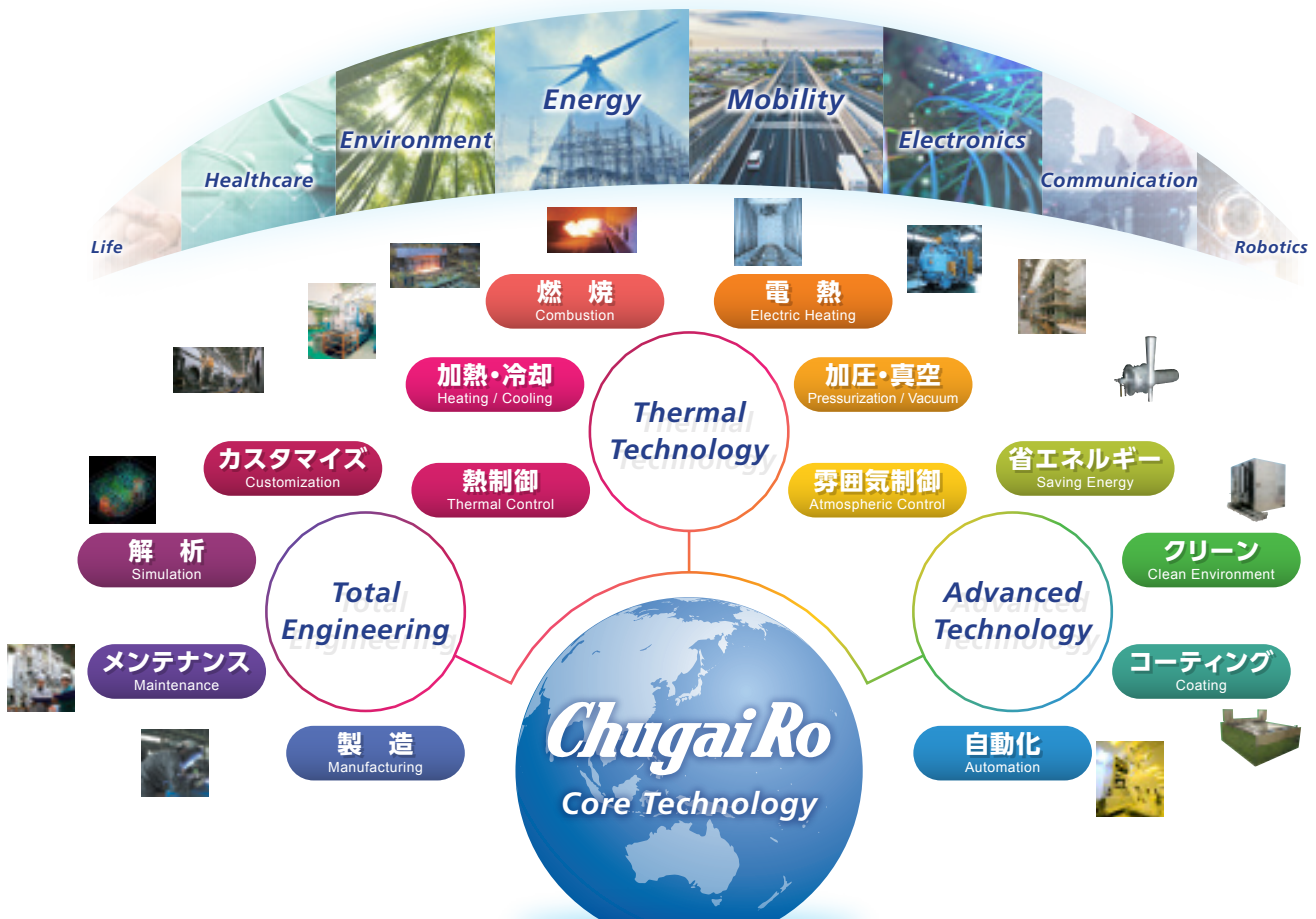 Life
Healthcare
Environment
Energy
Mobility
Electronics
Communication
Robotics
燃 焼
Combustion
電 熱
Electric Heating
加熱・冷却
Heating / Cooling
加圧・真空
Pressurization / Vacuum
熱制御
Thermal Control
雰囲気制御
Atmospheric Control
Thermal
Technology
カスタマイズ
Customization
解 析
Simulation
メンテナンス
Maintenance
製 造
Manufacturing
Total
Engineering
省エネルギー
Saving Energy
クリーン
Clean Environment
コーティング
Coating
自動化
Automation
Advanced
Technology
ChugaiRo
Core Technology